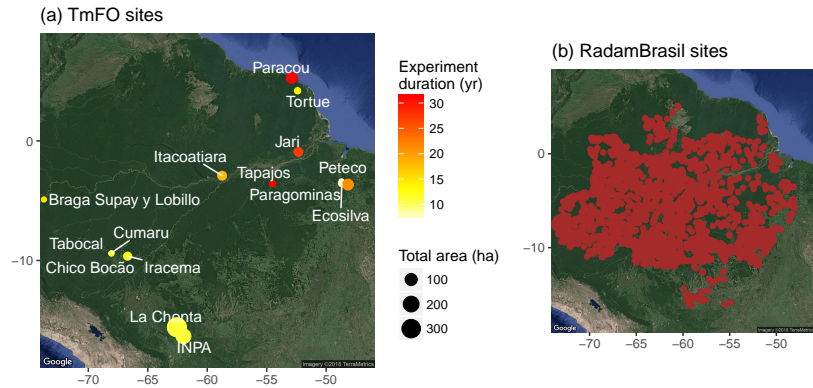 (a) TmFO sites
Paracou
Tortue
Jari
Itacoatiara
Tapajos
Peteco
Paragominas
Ecosilva
Braga Supay y Lobillo
Cumaru
Tabocal
Chico Bocão
Iracema
La Chonta
INPA
Google
Imagery ©2018 TerraMetrics
0
−10
−70
−65
−60
−55
−50
Experiment
duration (yr)
30
25
20
15
10
Total area (ha)
100
200
300
(b) RadamBrasil sites
0
−10
−70
−65
−60
−55
−50
Google
Imagery ©2018 TerraMetrics